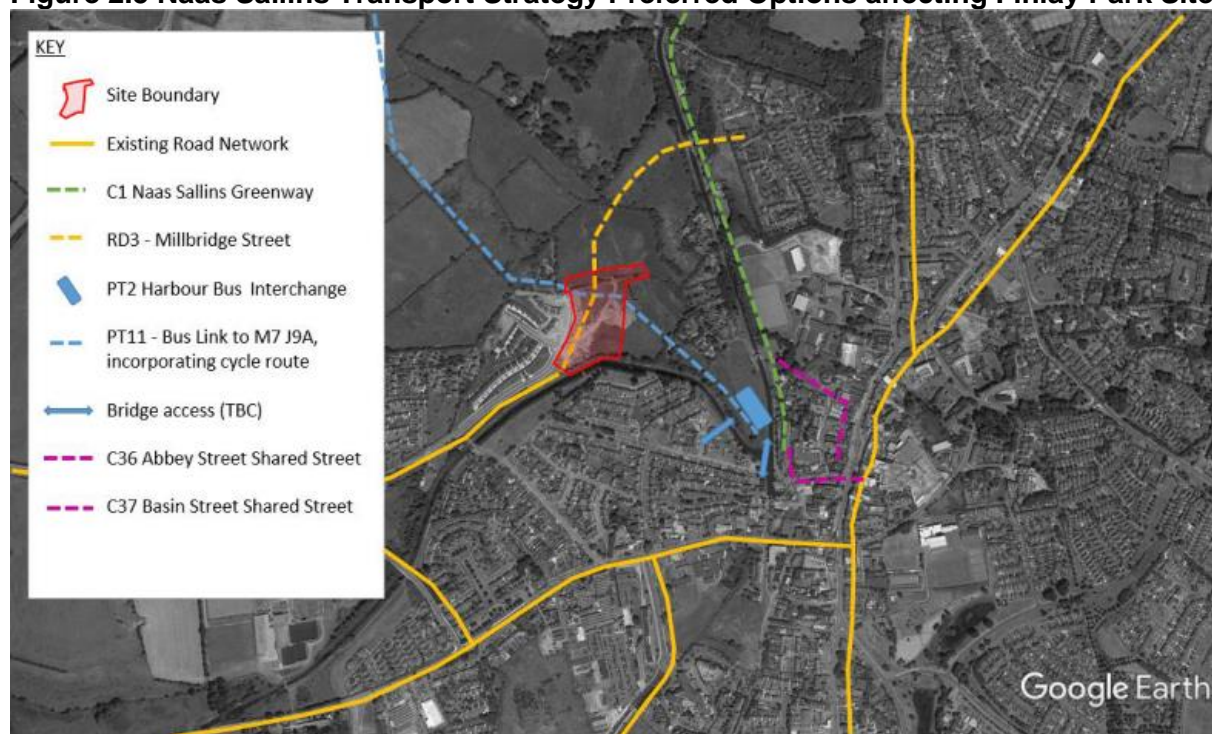 Figure 2.6 Naas Sallins Transport Strategy Preferred Options affecting Finlay Park Site
KEY
Site Boundary
Existing Road Network
C1 Naas Sallins Greenway
RD3 - Millbridge Street
PT2 Harbour Bus Interchange
PT11 - Bus Link to M7 J9A,
incorporating cycle route
Bridge access (TBC)
C36 Abbey Street Shared Street
C37 Basin Street Shared Street
Google Earth